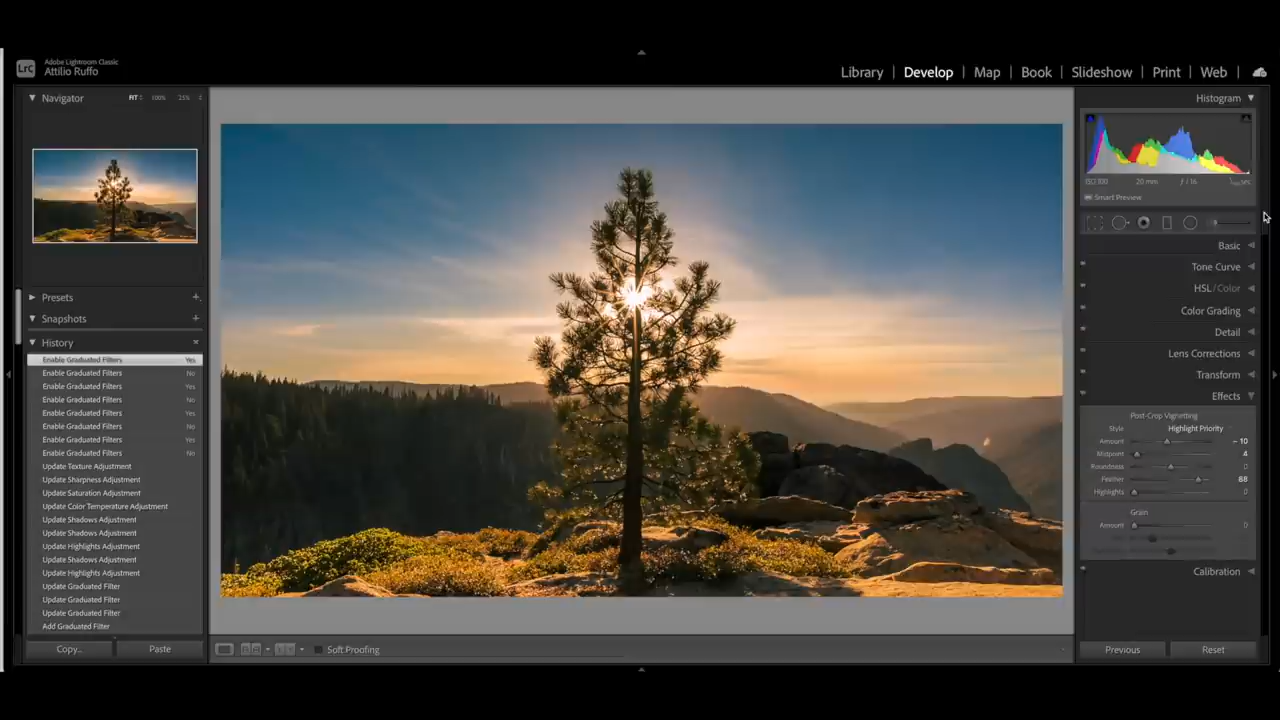 LrC
Adobe Lightroom Classic
Attilio Ruffo
Library | Develop | Map | Book | Slideshow | Print | Web
Navigator FIT 100% 25%
Presets
Snapshots
History
Enable Graduated Filters Yes
Enable Graduated Filters No
Enable Graduated Filters Yes
Enable Graduated Filters No
Enable Graduated Filters Yes
Enable Graduated Filters No
Enable Graduated Filters Yes
Enable Graduated Filters No
Update Texture Adjustment
Update Sharpness Adjustment
Update Saturation Adjustment
Update Color Temperature Adjustment
Update Shadows Adjustment
Update Shadows Adjustment
Update Highlights Adjustment
Update Shadows Adjustment
Update Highlights Adjustment
Update Graduated Filter
Update Graduated Filter
Update Graduated Filter
Add Graduated Filter
Copy... Paste
Soft Proofing
Histogram
ISO 100 20 mm ƒ / 16
Smart Preview
Basic
Tone Curve
HSL / Color
Color Grading
Detail
Lens Corrections
Transform
Effects
Post-Crop Vignetting
Style Highlight Priority
Amount - 10
Midpoint 4
Roundness 0
Feather 88
Highlights 0
Grain
Amount 0
Calibration
Previous Reset